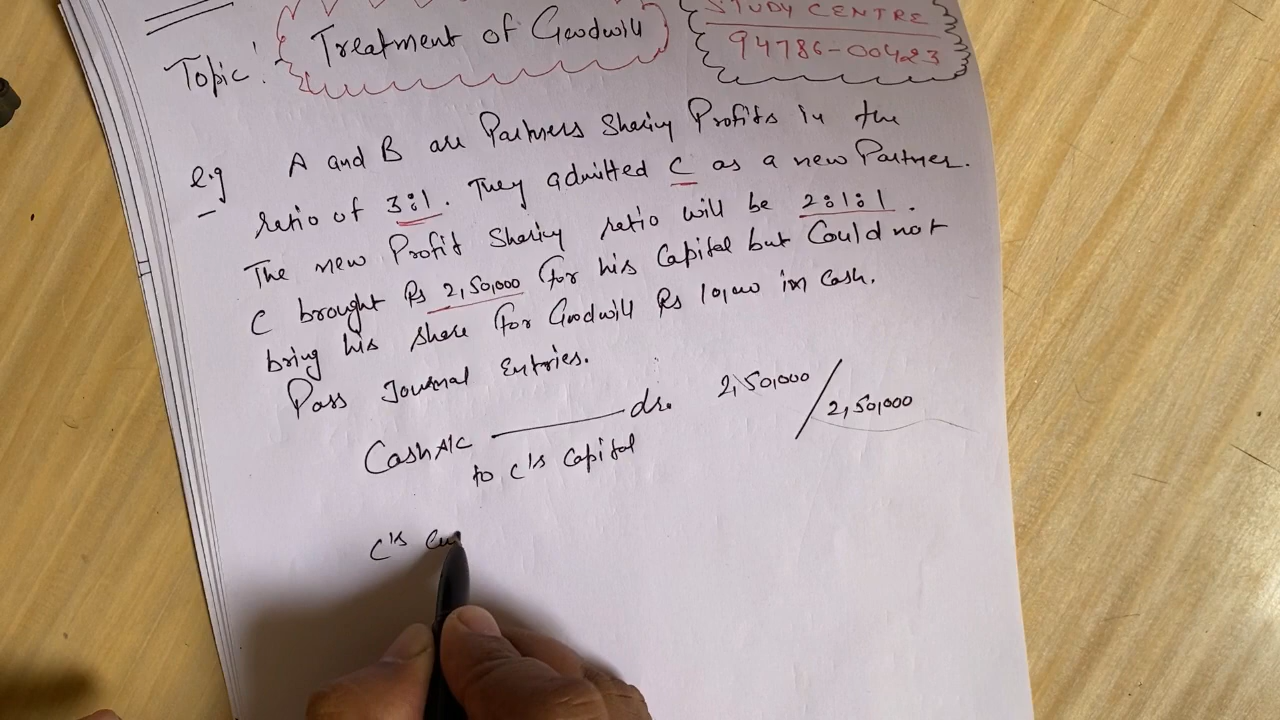 STUDY CENTRE
94786-00423
Topic :- Treatment of Goodwill
e.g A and B are Partners Sharing Profits in the
ratio of 3:1. They admitted C as a new Partner.
The new Profit Sharing ratio will be 2:1:1.
C brought Rs 2,50,000 for his Capital but Could not
bring his share for Goodwill Rs 10,000 in Cash.
Pass Journal Entries.
Cash A/c dr. 2,50,000
to C's Capital 2,50,000
C's Cu